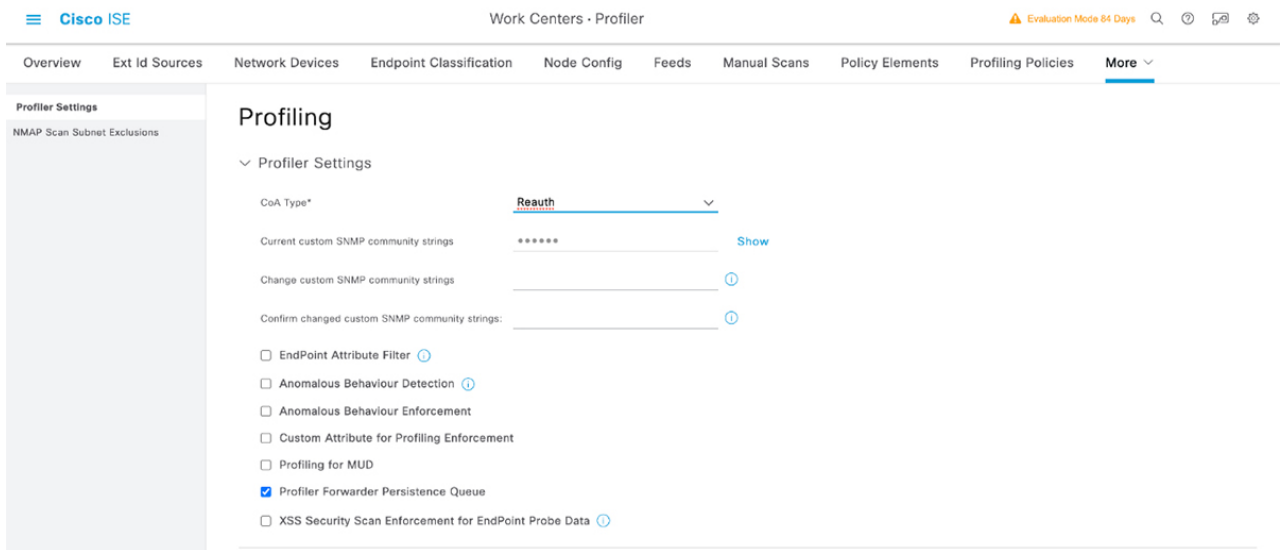 Cisco ISE
Work Centers · Profiler
Evaluation Mode 84 Days
Overview Ext Id Sources Network Devices Endpoint Classification Node Config Feeds Manual Scans Policy Elements Profiling Policies More
Profiler Settings
NMAP Scan Subnet Exclusions
Profiling
Profiler Settings
CoA Type* Reauth
Current custom SNMP community strings •••••• Show
Change custom SNMP community strings
Confirm changed custom SNMP community strings:
EndPoint Attribute Filter
Anomalous Behaviour Detection
Anomalous Behaviour Enforcement
Custom Attribute for Profiling Enforcement
Profiling for MUD
Profiler Forwarder Persistence Queue
XSS Security Scan Enforcement for EndPoint Probe Data